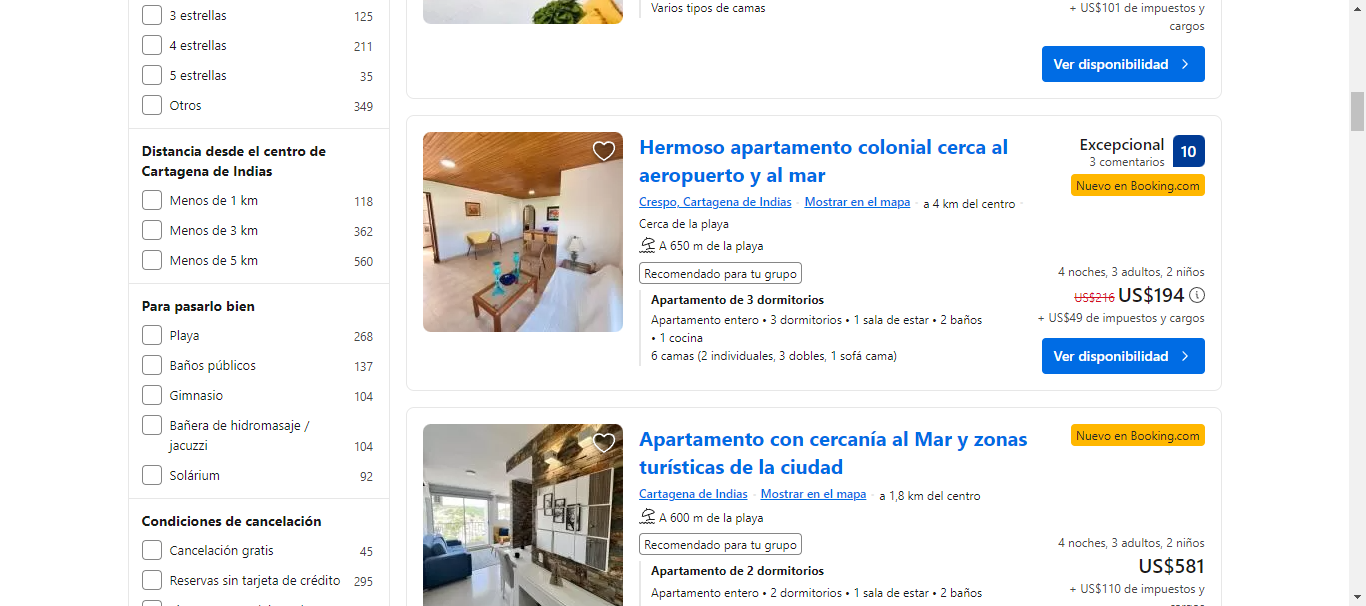 3 estrellas 125
4 estrellas 211
5 estrellas 35
Otros 349
Distancia desde el centro de
Cartagena de Indias
Menos de 1 km 118
Menos de 3 km 362
Menos de 5 km 560
Para pasarlo bien
Playa 268
Baños públicos 137
Gimnasio 104
Bañera de hidromasaje /
jacuzzi 104
Solárium 92
Condiciones de cancelación
Cancelación gratis 45
Reservas sin tarjeta de crédito 295
Varios tipos de camas
+ US$101 de impuestos y
cargos
Ver disponibilidad
Hermoso apartamento colonial cerca al
aeropuerto y al mar
Excepcional 10
3 comentarios
Nuevo en Booking.com
Crespo, Cartagena de Indias · Mostrar en el mapa · a 4 km del centro ·
Cerca de la playa
A 650 m de la playa
Recomendado para tu grupo
Apartamento de 3 dormitorios
Apartamento entero • 3 dormitorios • 1 sala de estar • 2 baños
• 1 cocina
6 camas (2 individuales, 3 dobles, 1 sofá cama)
4 noches, 3 adultos, 2 niños
US$216 US$194
+ US$49 de impuestos y cargos
Ver disponibilidad
Apartamento con cercanía al Mar y zonas
turísticas de la ciudad
Nuevo en Booking.com
Cartagena de Indias · Mostrar en el mapa · a 1,8 km del centro
A 600 m de la playa
Recomendado para tu grupo
Apartamento de 2 dormitorios
Apartamento entero • 2 dormitorios • 1 sala de estar • 2 baños
4 noches, 3 adultos, 2 niños
US$581
+ US$110 de impuestos y